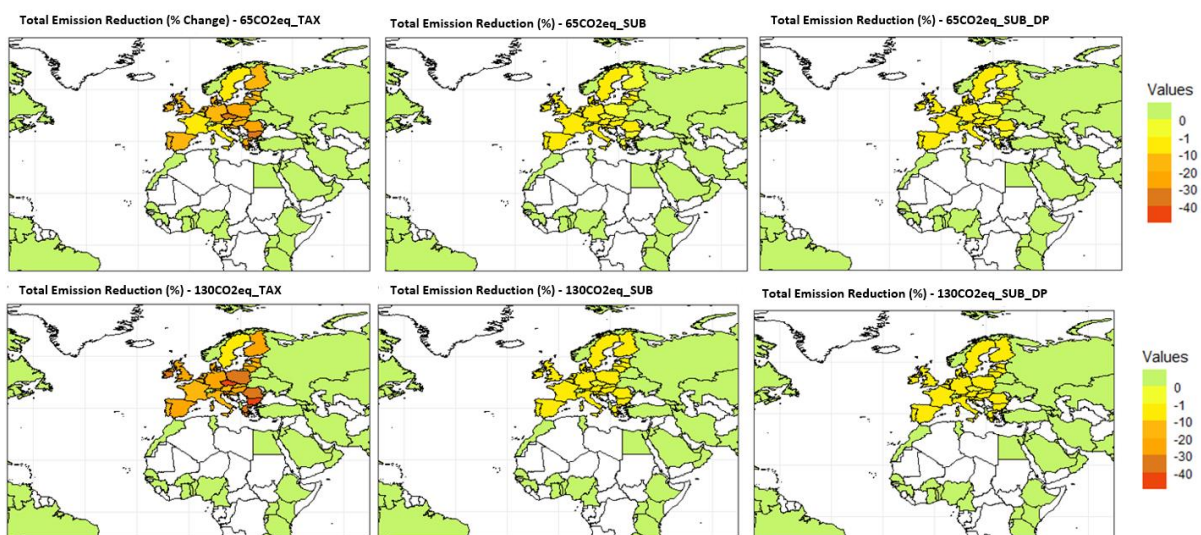 Total Emission Reduction (% Change) - 65CO2eq_TAX
Total Emission Reduction (%) - 65CO2eq_SUB
Total Emission Reduction (%) - 65CO2eq_SUB_DP
Values
0
-1
-10
-20
-30
-40
Total Emission Reduction (%) - 130CO2eq_TAX
Total Emission Reduction (%) - 130CO2eq_SUB
Total Emission Reduction (%) - 130CO2eq_SUB_DP
Values
0
-1
-10
-20
-30
-40